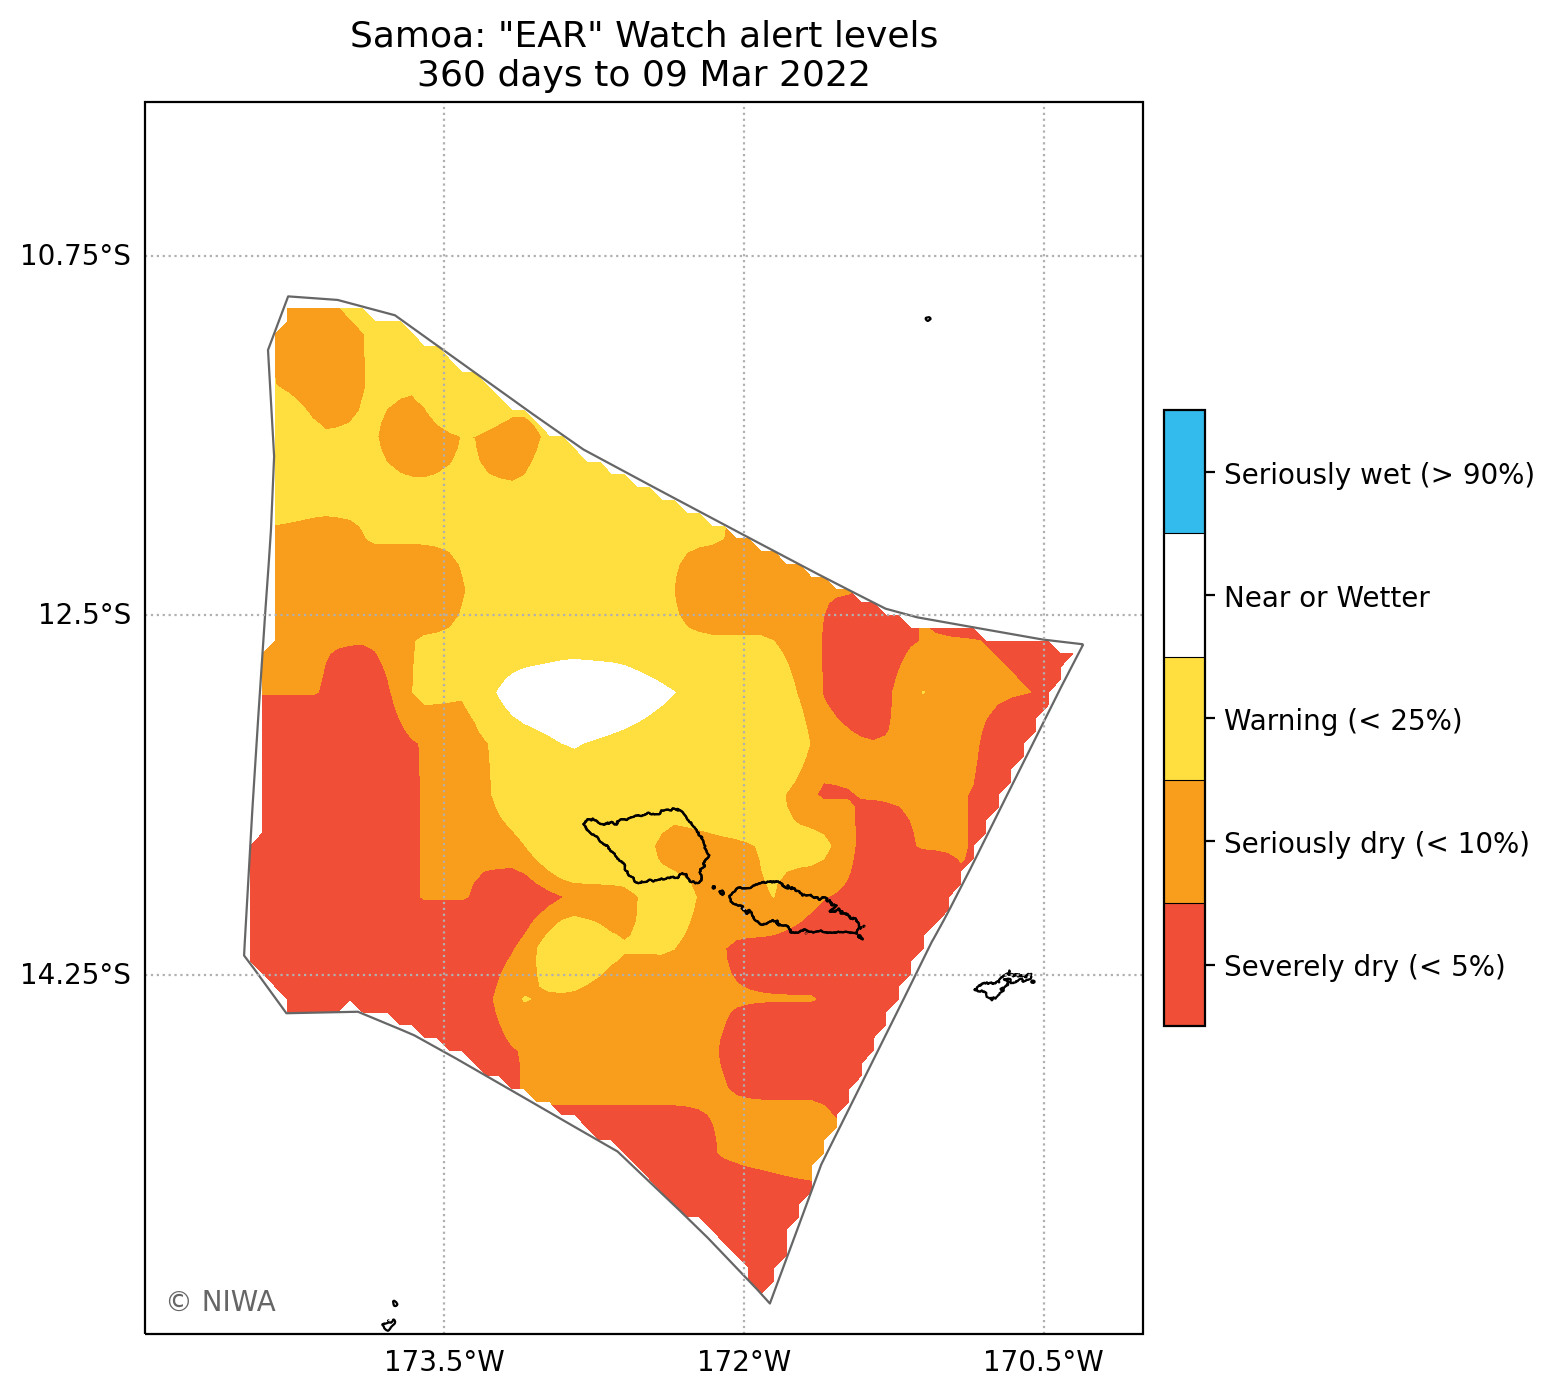 Samoa: "EAR" Watch alert levels
360 days to 09 Mar 2022
10.75°S
12.5°S
14.25°S
173.5°W
172°W
170.5°W
Seriously wet (> 90%)
Near or Wetter
Warning (< 25%)
Seriously dry (< 10%)
Severely dry (< 5%)
© NIWA